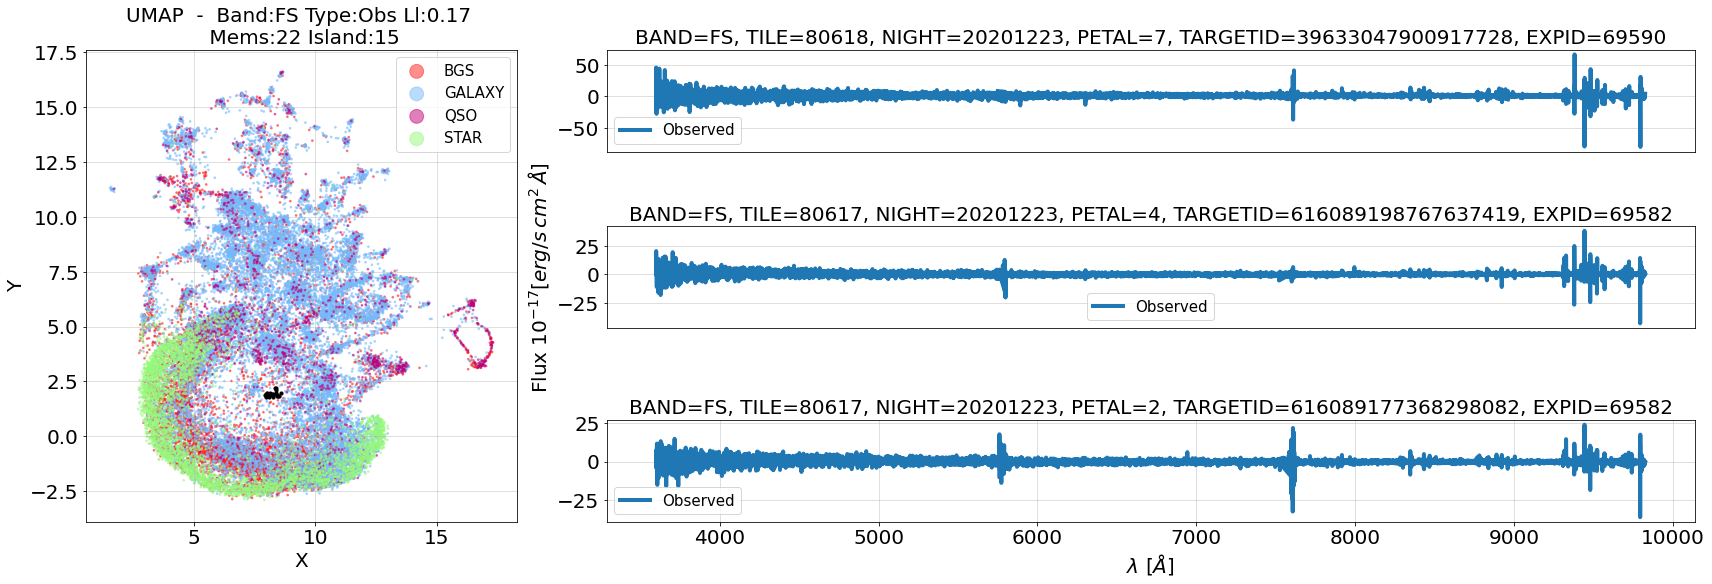 UMAP - Band:FS Type:Obs Ll:0.17
Mems:22 Island:15
17.5
15.0
12.5
10.0
7.5
5.0
2.5
0.0
−2.5
Y
5
10
15
X
BGS
GALAXY
QSO
STAR
Flux 10⁻¹⁷[erg/s cm² Å]
BAND=FS, TILE=80618, NIGHT=20201223, PETAL=7, TARGETID=39633047900917728, EXPID=69590
50
0
−50
Observed
BAND=FS, TILE=80617, NIGHT=20201223, PETAL=4, TARGETID=616089198767637419, EXPID=69582
25
0
−25
Observed
BAND=FS, TILE=80617, NIGHT=20201223, PETAL=2, TARGETID=616089177368298082, EXPID=69582
25
0
−25
Observed
4000
5000
6000
7000
8000
9000
10000
λ [Å]